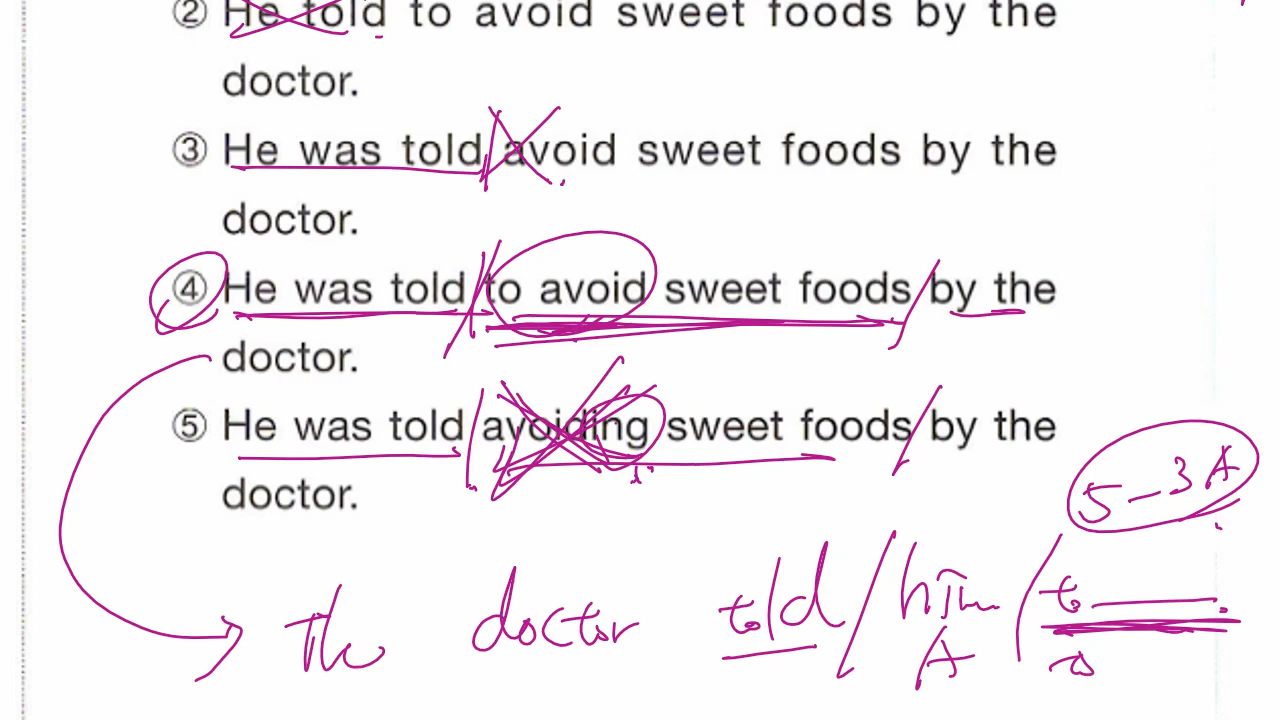 ② He told to avoid sweet foods by the
doctor.
③ He was told avoid sweet foods by the
doctor.
④ He was told to avoid sweet foods by the
doctor.
⑤ He was told avoiding sweet foods by the
doctor.
5-3A
The doctor told / him / to
A